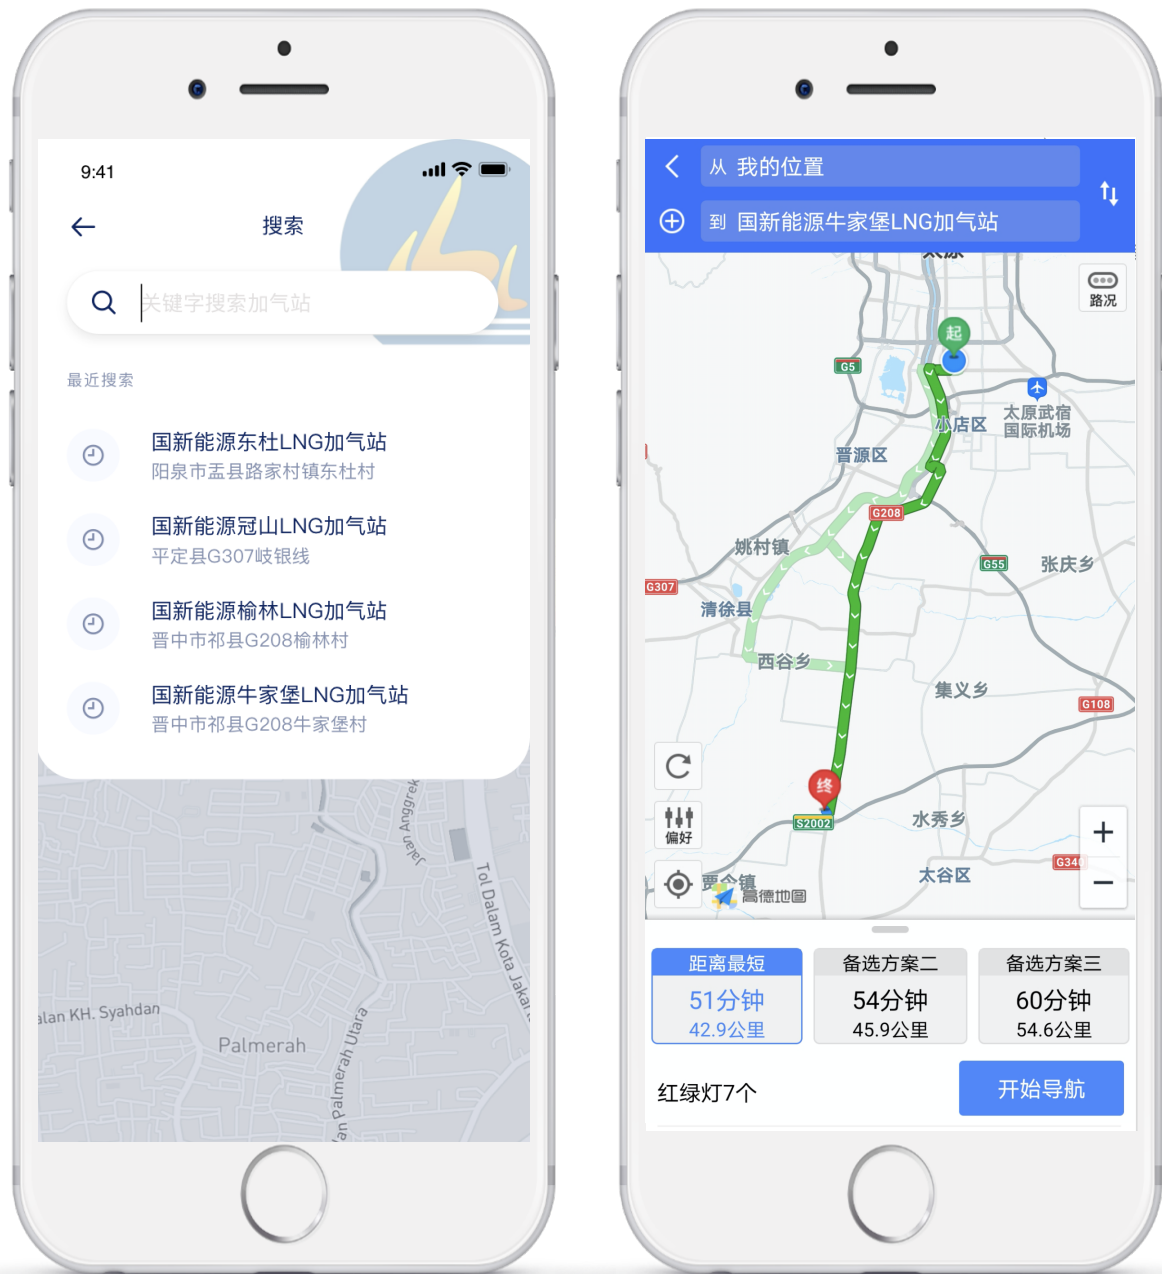 9:41
搜索
关键字搜索加气站
最近搜索
国新能源东杜LNG加气站
阳泉市盂县路家村镇东杜村
国新能源冠山LNG加气站
平定县G307岐银线
国新能源榆林LNG加气站
晋中市祁县G208榆林村
国新能源牛家堡LNG加气站
晋中市祁县G208牛家堡村
Jalan Anggrek
Tol Dalam Kota Jakar
alan KH. Syahdan
Palmerah
an Palmerah Utara
从 我的位置
到 国新能源牛家堡LNG加气站
太原
路况
起
G5
小店区
太原武宿
国际机场
晋源区
G208
姚村镇
G55
张庆乡
G307
清徐县
西谷乡
集义乡
G108
终
S2002
水秀乡
偏好
G340
太谷区
贾令镇
高德地图
距离最短
51分钟
42.9公里
备选方案二
54分钟
45.9公里
备选方案三
60分钟
54.6公里
红绿灯7个
开始导航